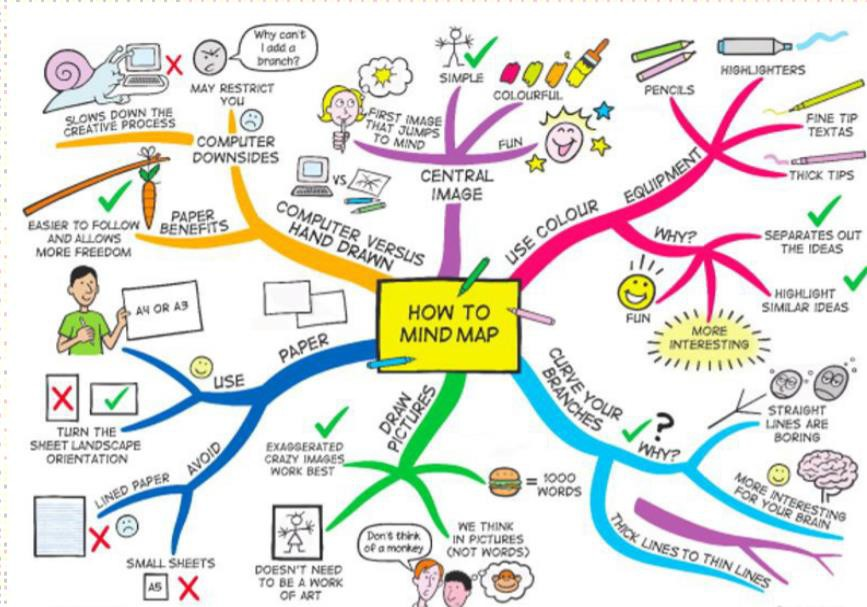 HOW TO
MIND MAP
CENTRAL
IMAGE
FIRST IMAGE
THAT JUMPS
TO MIND
SIMPLE
COLOURFUL
FUN
USE COLOUR
EQUIPMENT
PENCILS
HIGHLIGHTERS
FINE TIP
TEXTAS
THICK TIPS
WHY?
SEPARATES OUT
THE IDEAS
HIGHLIGHT
SIMILAR IDEAS
MORE
INTERESTING
FUN
CURVE YOUR
BRANCHES
?
WHY?
STRAIGHT
LINES ARE
BORING
MORE INTERESTING
FOR YOUR BRAIN
THICK LINES TO THIN LINES
DRAW
PICTURES
= 1000
WORDS
WE THINK
IN PICTURES
(NOT WORDS)
Don't think
of a monkey
DOESN'T NEED
TO BE A WORK
OF ART
EXAGGERATED
CRAZY IMAGES
WORK BEST
PAPER
USE
A4 OR A3
TURN THE
SHEET LANDSCAPE
ORIENTATION
AVOID
LINED PAPER
SMALL SHEETS
A5
COMPUTER VERSUS
HAND DRAWN
VS
PAPER
BENEFITS
EASIER TO FOLLOW
AND ALLOWS
MORE FREEDOM
COMPUTER
DOWNSIDES
SLOWS DOWN THE
CREATIVE PROCESS
MAY RESTRICT
YOU
Why can't
I add a
branch?